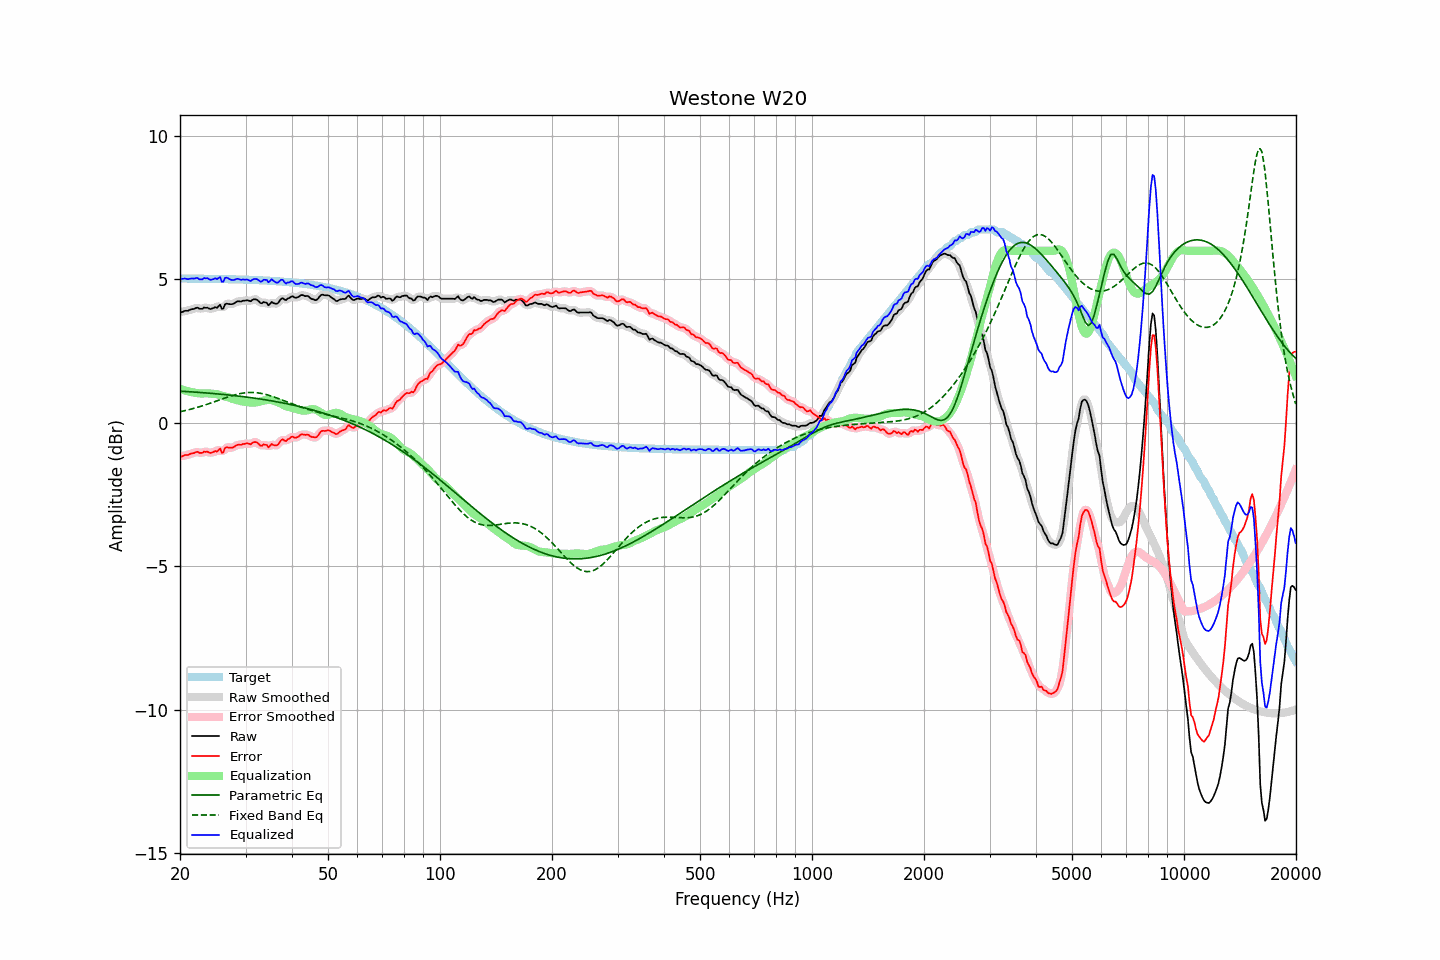 Westone W20
Amplitude (dBr)
10
5
0
−5
−10
−15
Target
Raw Smoothed
Error Smoothed
Raw
Error
Equalization
Parametric Eq
Fixed Band Eq
Equalized
20
50
100
200
500
1000
2000
5000
10000
20000
Frequency (Hz)